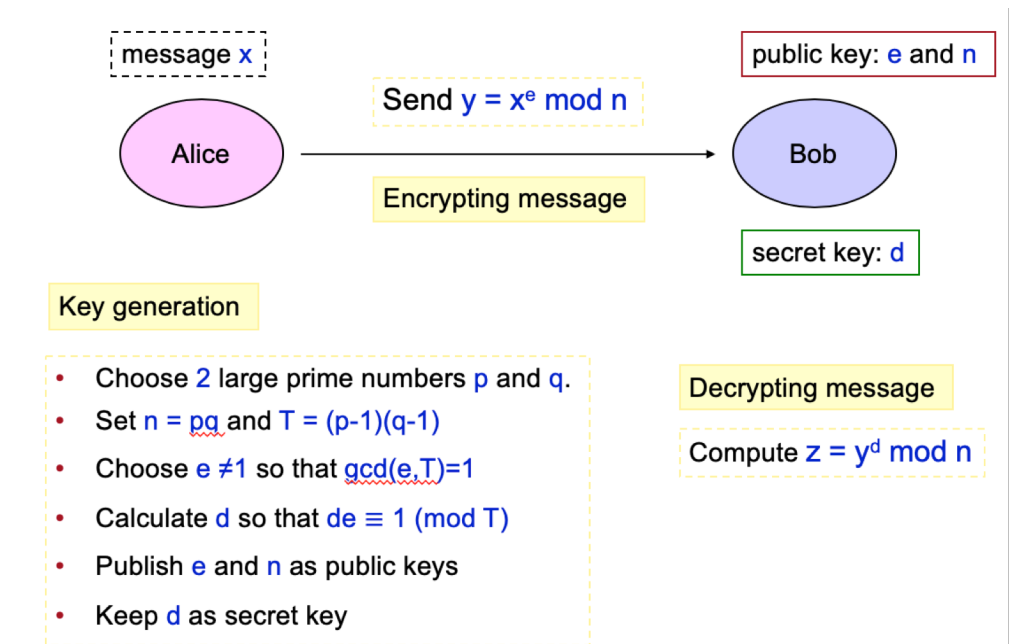 message x
public key: e and n
Send y = xᵉ mod n
Alice
Bob
Encrypting message
secret key: d
Key generation
• Choose 2 large prime numbers p and q.
• Set n = pq and T = (p-1)(q-1)
• Choose e ≠1 so that gcd(e,T)=1
• Calculate d so that de ≡ 1 (mod T)
• Publish e and n as public keys
• Keep d as secret key
Decrypting message
Compute z = yᵈ mod n